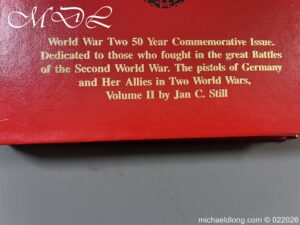 MDL
World War Two 50 Year Commemorative Issue.
Dedicated to those who fought in the great Battles
of the Second World War. The pistols of Germany
and Her Allies in Two World Wars,
Volume II by Jan C. Still
michaeldlong.com © 022026